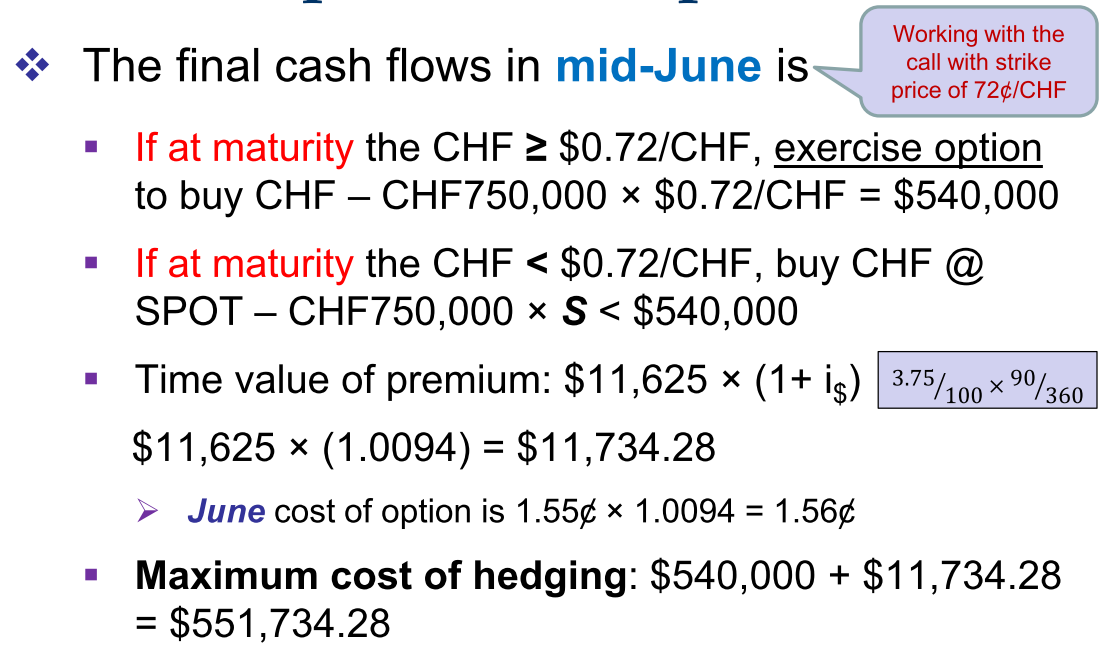 The final cash flows in mid-June is
Working with the
call with strike
price of 72¢/CHF
If at maturity the CHF ≥ $0.72/CHF, exercise option
to buy CHF – CHF750,000 × $0.72/CHF = $540,000
If at maturity the CHF < $0.72/CHF, buy CHF @
SPOT – CHF750,000 × S < $540,000
Time value of premium: $11,625 × (1+ i$)
3.75/100 × 90/360
$11,625 × (1.0094) = $11,734.28
June cost of option is 1.55¢ × 1.0094 = 1.56¢
Maximum cost of hedging: $540,000 + $11,734.28
= $551,734.28